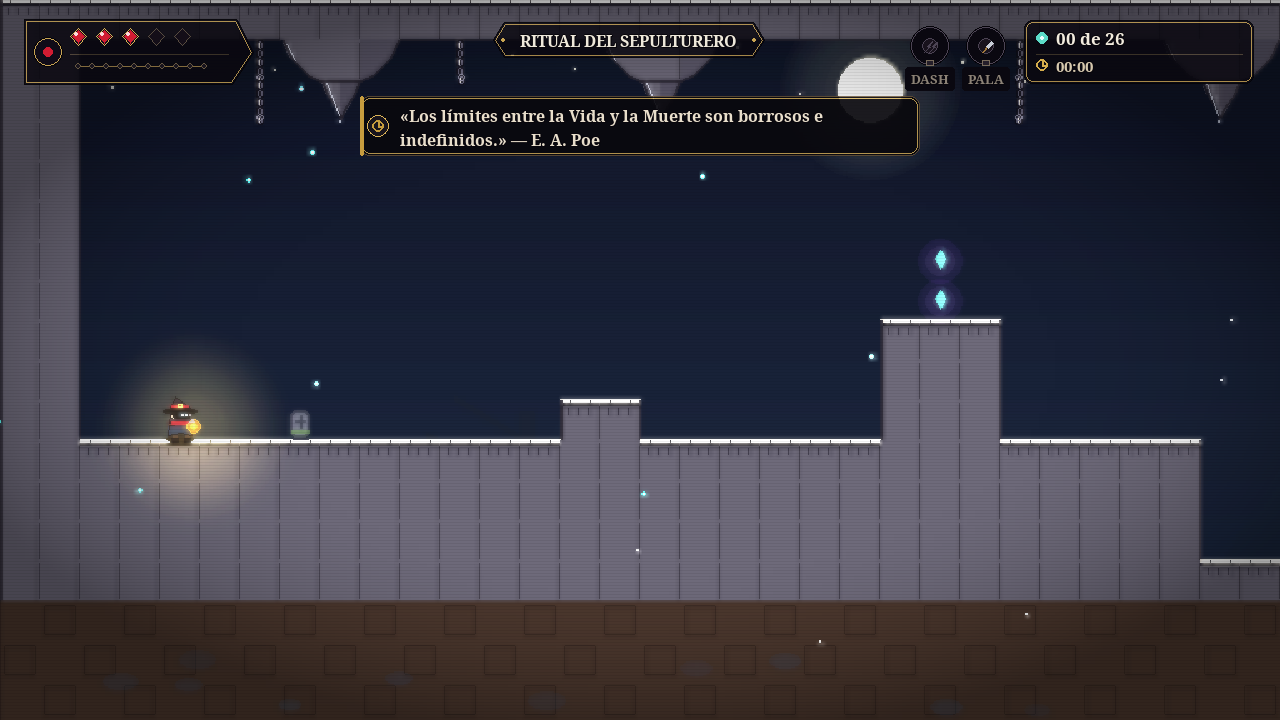 RITUAL DEL SEPULTURERO
DASH
PALA
00 de 26
00:00
«Los límites entre la Vida y la Muerte son borrosos e
indefinidos.» — E. A. Poe